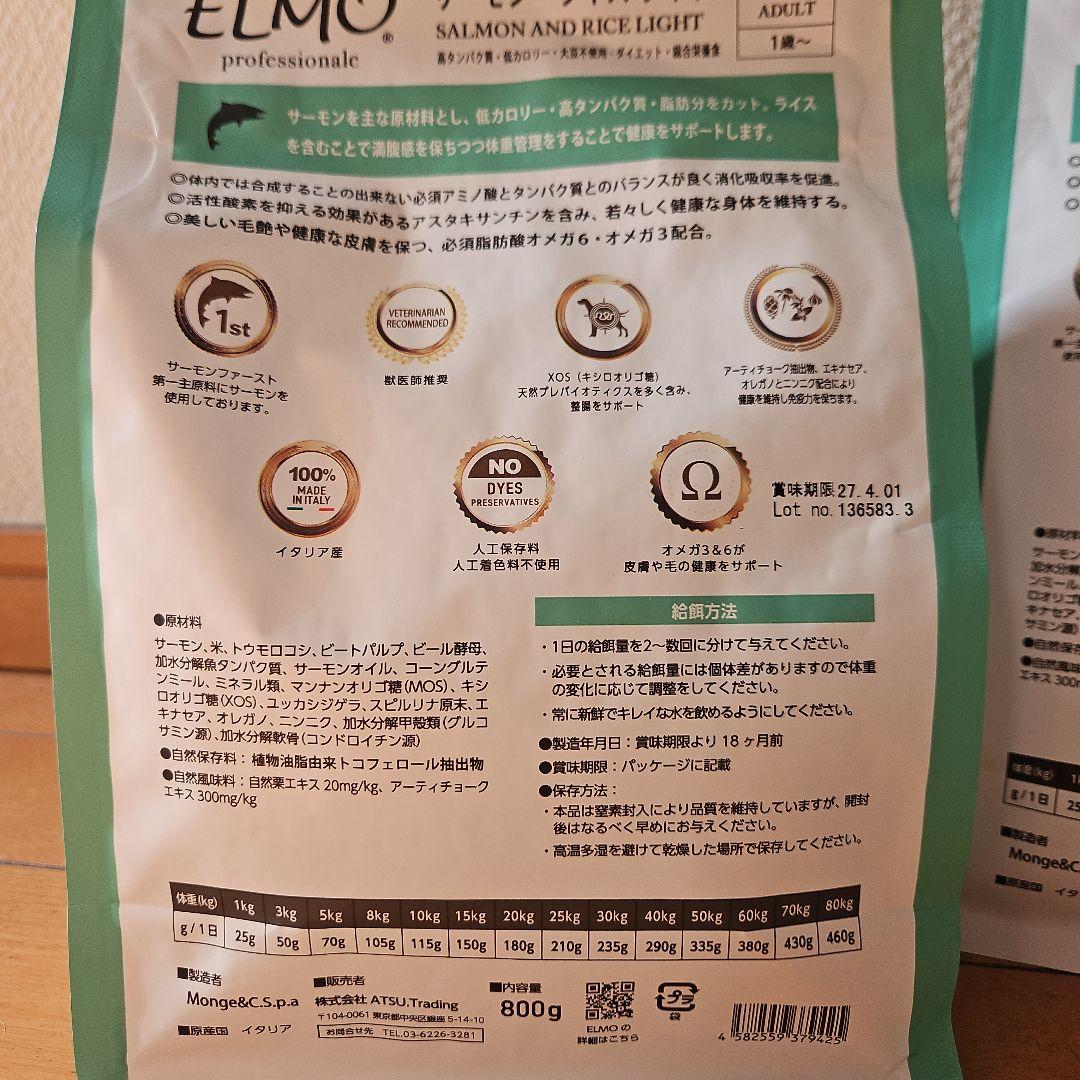 ELMO®
professionale
SALMON AND RICE LIGHT
高タンパク質・低カロリー・大豆不使用・ダイエット・総合栄養食
ADULT
1歳～
サーモンを主な原材料とし、低カロリー・高タンパク質・脂肪分をカット。ライス
を含むことで満腹感を保ちつつ体重管理をすることで健康をサポートします。
◎体内では合成することの出来ない必須アミノ酸とタンパク質とのバランスが良く消化吸収率を促進。
◎活性酸素を抑える効果があるアスタキサンチンを含み、若々しく健康な身体を維持する。
◎美しい毛艶や健康な皮膚を保つ、必須脂肪酸オメガ6・オメガ3配合。
1st
サーモンファースト
第一主原料にサーモンを
使用しております。
VETERINARIAN
RECOMMENDED
獣医師推奨
XOS（キシロオリゴ糖）
天然プレバイオティクスを多く含み、
整腸をサポート
アーティチョーク抽出物、エキナセア、
オレガノとニンニク配合により
健康を維持し免疫力を保ちます。
100%
MADE
IN ITALY
イタリア産
NO
DYES
PRESERVATIVES
人工保存料
人工着色料不使用
Ω
オメガ3＆6が
皮膚や毛の健康をサポート
賞味期限27.4.01
Lot no.136583.3
●原材料
サーモン、米、トウモロコシ、ビートパルプ、ビール酵母、
加水分解魚タンパク質、サーモンオイル、コーングルテ
ンミール、ミネラル類、マンナンオリゴ糖(MOS)、キシ
ロオリゴ糖(XOS)、ユッカシジゲラ、スピルリナ原末、エ
キナセア、オレガノ、ニンニク、加水分解甲殻類(グルコ
サミン源)、加水分解軟骨(コンドロイチン源)
●自然保存料：植物油脂由来トコフェロール抽出物
●自然風味料：自然栗エキス 20mg/kg、アーティチョーク
エキス 300mg/kg
給餌方法
・1日の給餌量を2～数回に分けて与えてください。
・必要とされる給餌量には個体差がありますので体重
の変化に応じて調整をしてください。
・常に新鮮でキレイな水を飲めるようにしてください。
●製造年月日：賞味期限より 18 ヶ月前
●賞味期限：パッケージに記載
●保存方法：
・本品は窒素封入により品質を維持していますが、開封
後はなるべく早めにお与えください。
・高温多湿を避けて乾燥した場所で保存してください。
体重(kg) 1kg 3kg 5kg 8kg 10kg 15kg 20kg 25kg 30kg 40kg 50kg 60kg 70kg 80kg
g/1日 25g 50g 70g 105g 115g 150g 180g 210g 235g 290g 335g 380g 430g 460g
■製造者
Monge&C.S.p.a
■原産国 イタリア
■販売者
株式会社 ATSU.Trading
〒104-0061 東京都中央区銀座 5-14-10
お問合せ先 TEL.03-6226-3281
■内容量
800g
ELMO の
詳細はこちら
プラ
袋
4 582559 379425
体重(kg)
g/1日
■製造者
Monge&C
■原産国 イタ